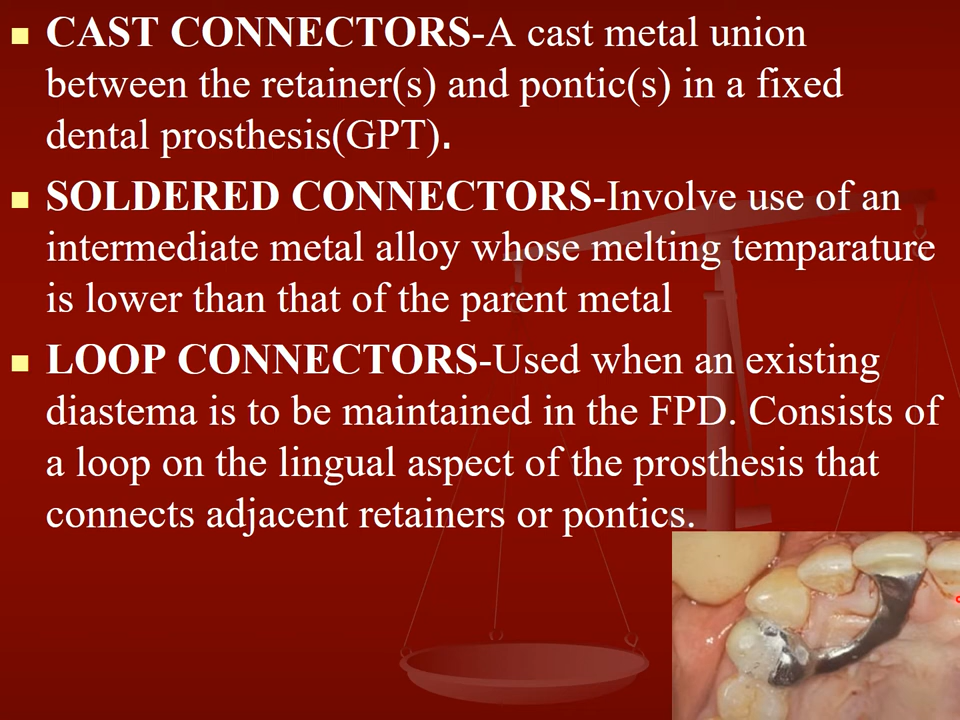 CAST CONNECTORS-A cast metal union
between the retainer(s) and pontic(s) in a fixed
dental prosthesis(GPT).
SOLDERED CONNECTORS-Involve use of an
intermediate metal alloy whose melting temparature
is lower than that of the parent metal
LOOP CONNECTORS-Used when an existing
diastema is to be maintained in the FPD. Consists of
a loop on the lingual aspect of the prosthesis that
connects adjacent retainers or pontics.